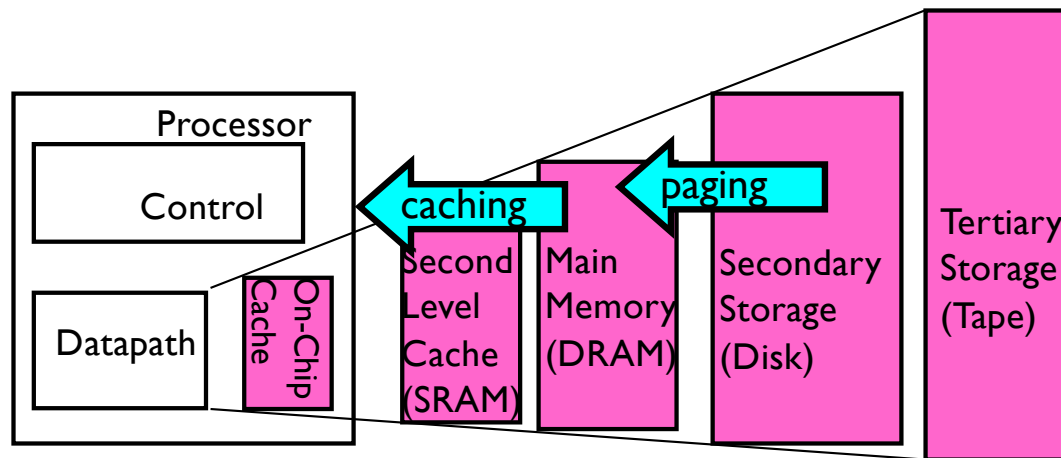 Processor
Control
Datapath
On-Chip
Cache
caching
Second
Level
Cache
(SRAM)
paging
Main
Memory
(DRAM)
Secondary
Storage
(Disk)
Tertiary
Storage
(Tape)